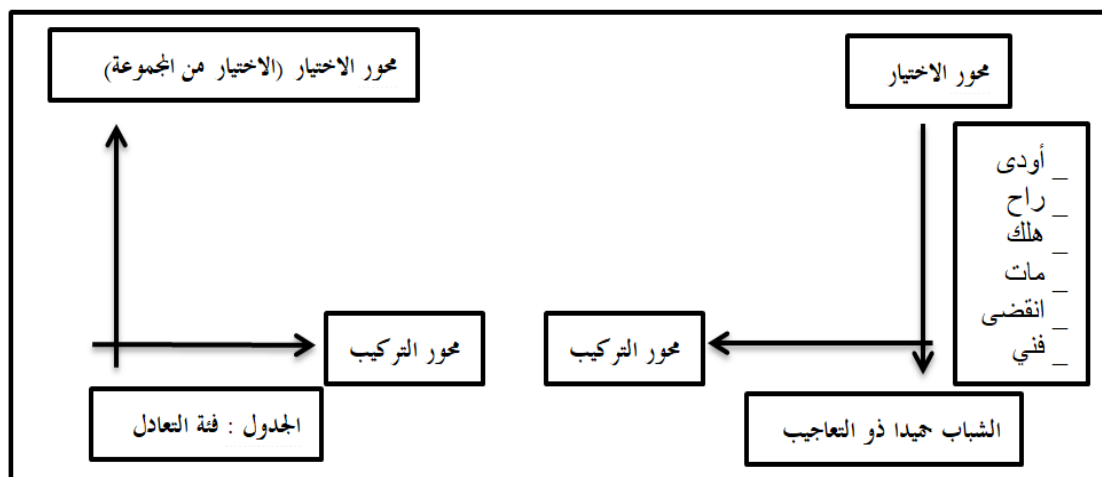 محور الاختيار
_ أودى
_ راح
_ هلك
_ مات
_ انقضى
_ فني
محور التركيب
الشباب حميدا ذو التعاجيب
محور الاختيار (الاختيار من المجموعة)
محور التركيب
الجدول : فئة التعادل